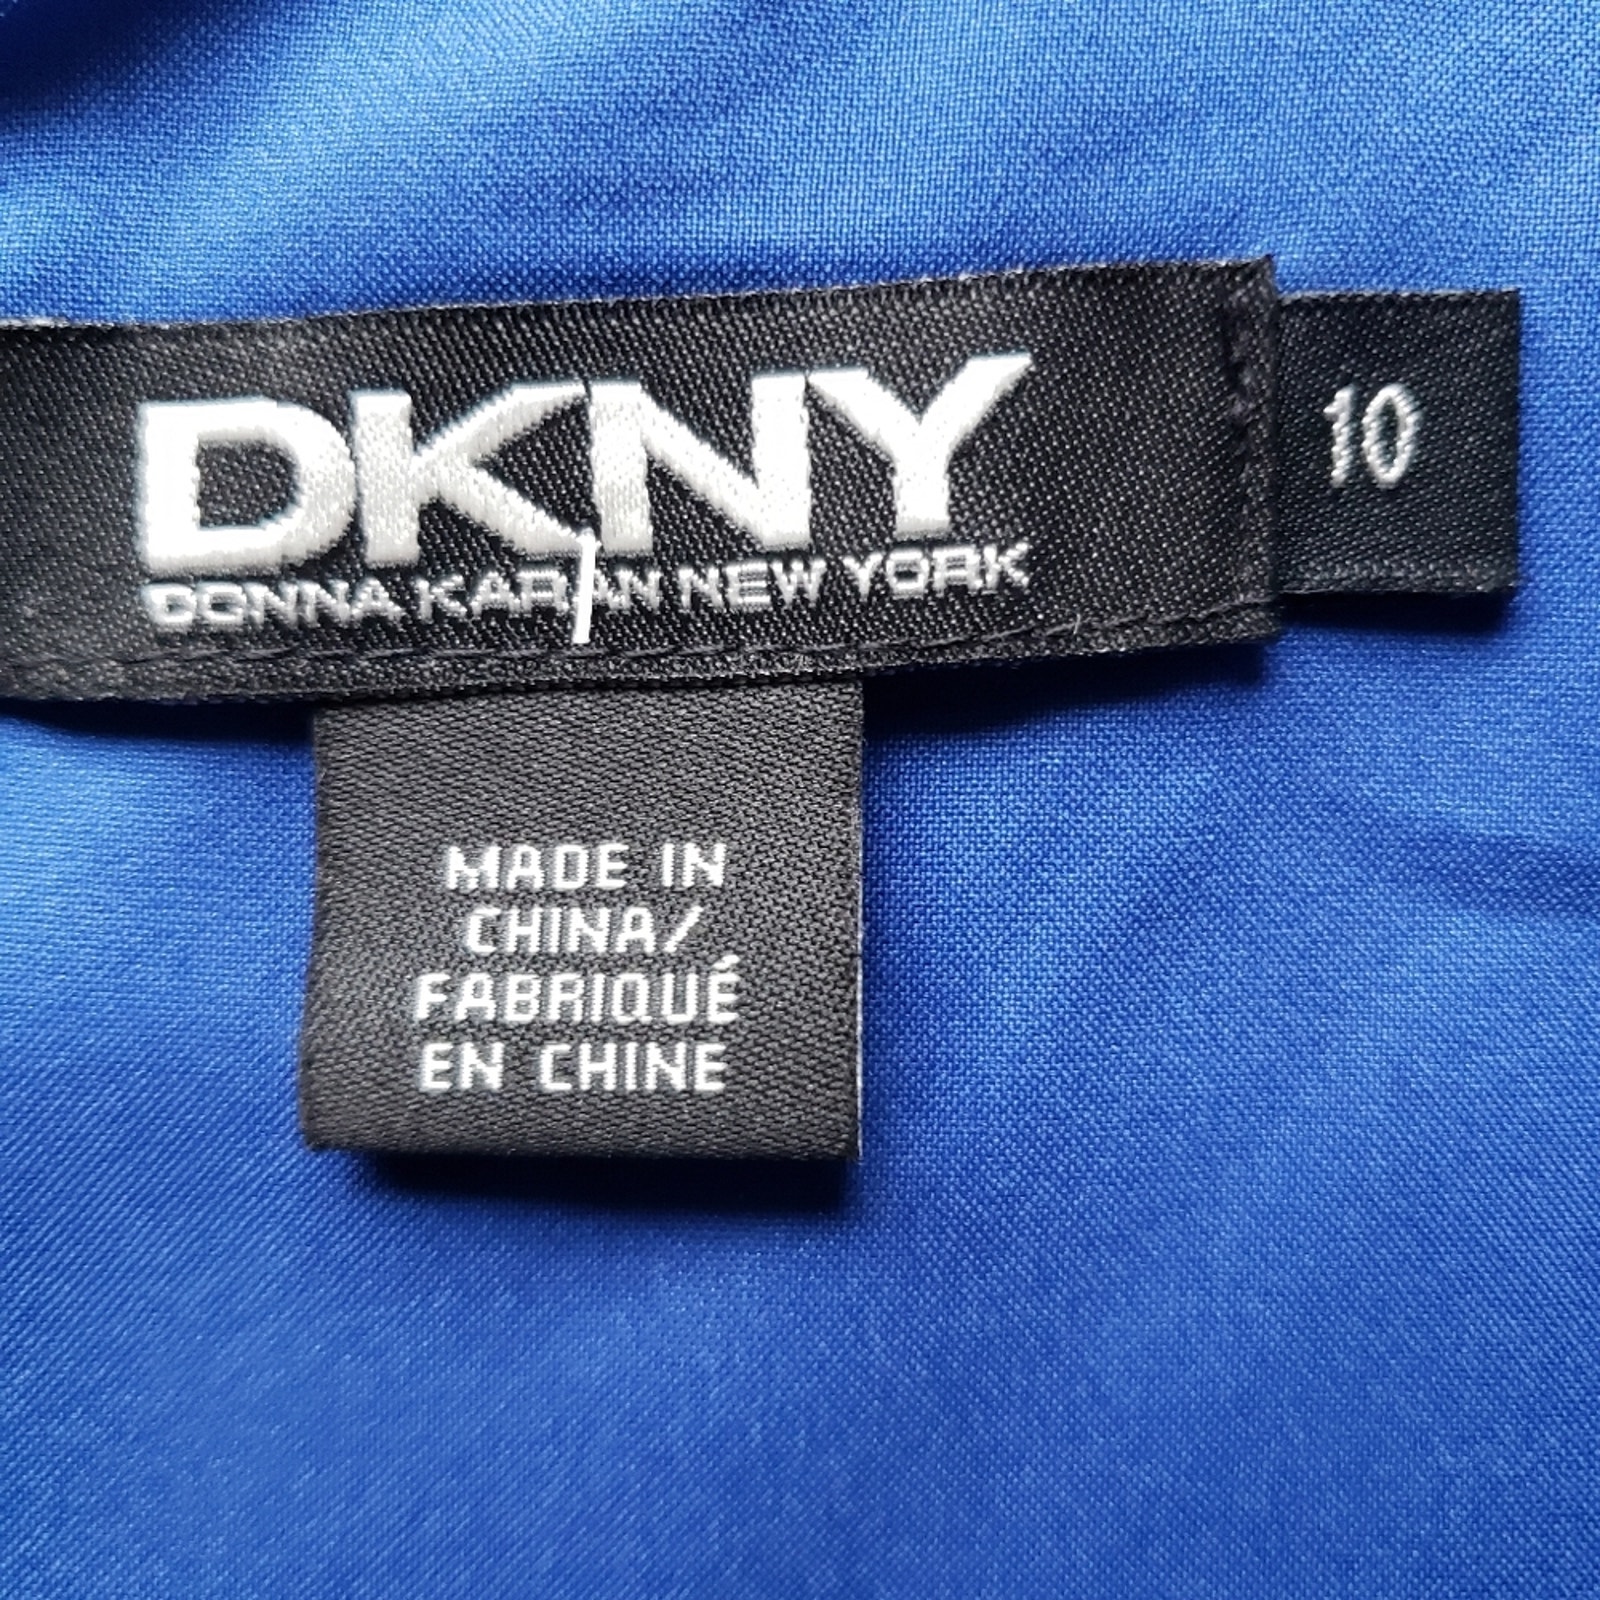 DKNY
DONNA KARAN NEW YORK
10
MADE IN
CHINA/
FABRIQUÉ
EN CHINE